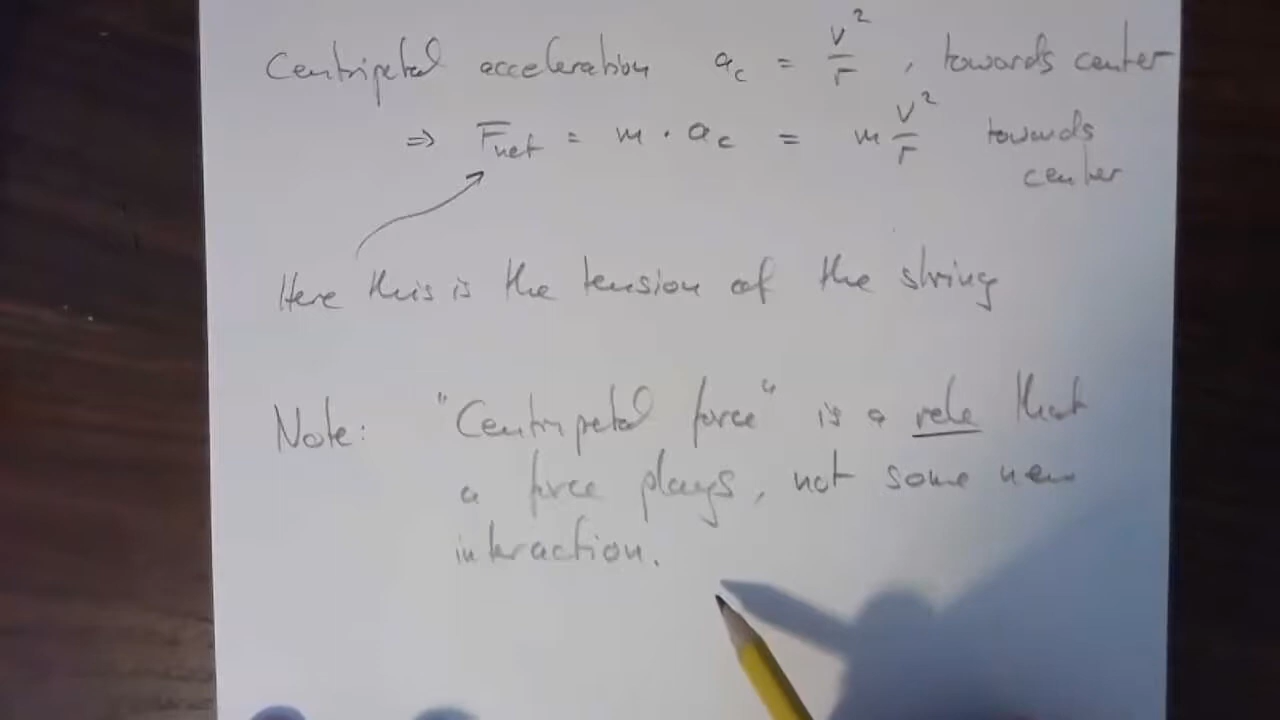 Centripetal acceleration a_c = v²/r , towards center
⇒ F_net = m · a_c = m v²/r towards
center
Here this is the tension of the string
Note: "Centripetal force" is a role that
a force plays, not some new
interaction.